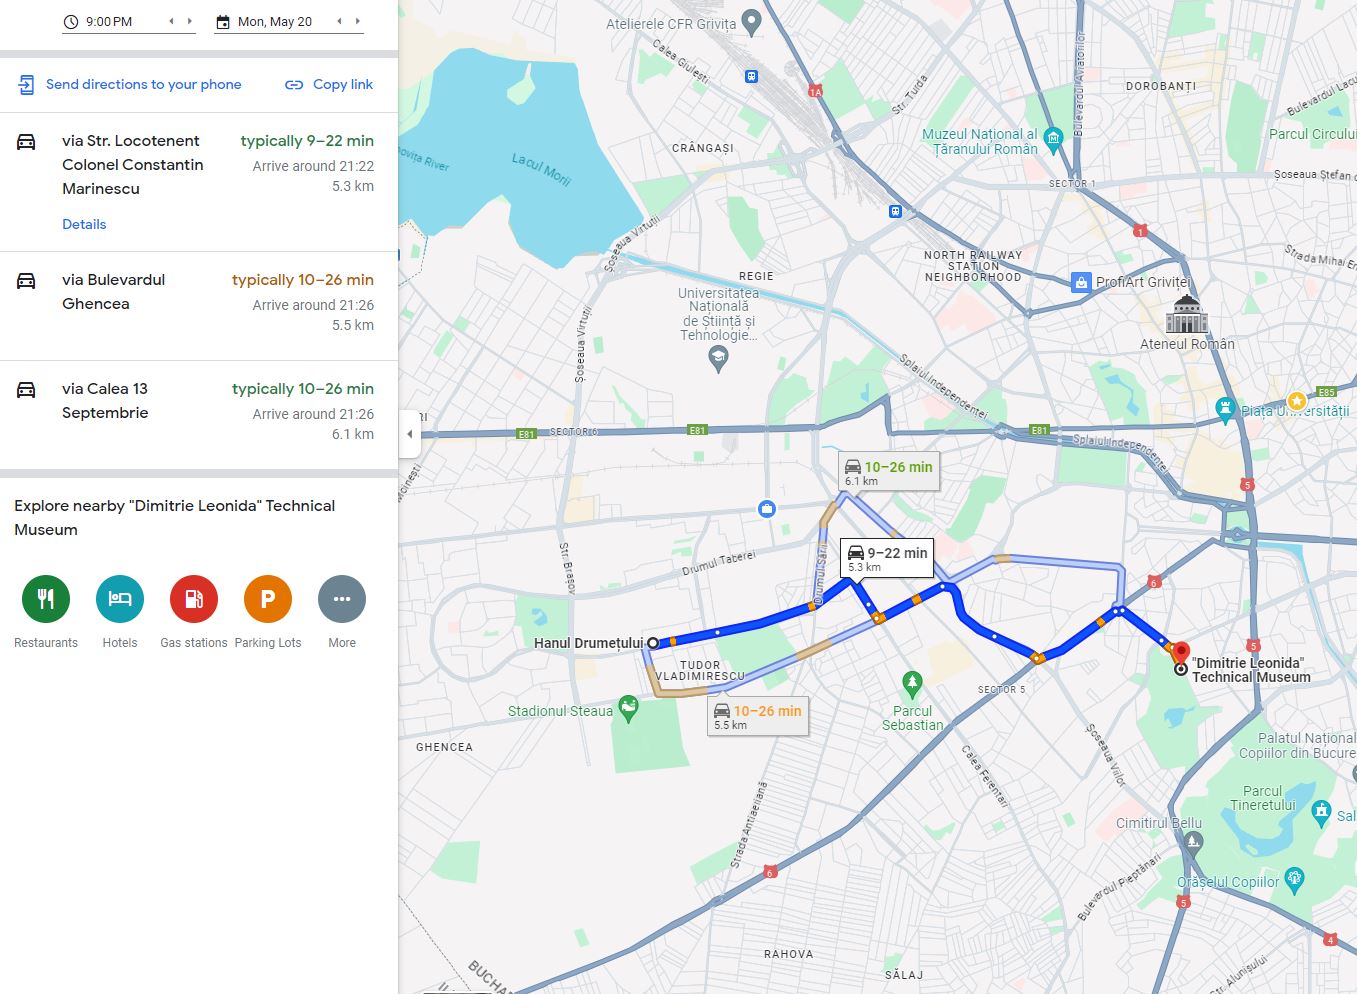 9:00 PM
Mon, May 20
Send directions to your phone
Copy link
via Str. Locotenent
Colonel Constantin
Marinescu
typically 9–22 min
Arrive around 21:22
5.3 km
Details
via Bulevardul
Ghencea
typically 10–26 min
Arrive around 21:26
5.5 km
via Calea 13
Septembrie
typically 10–26 min
Arrive around 21:26
6.1 km
Explore nearby "Dimitrie Leonida" Technical
Museum
P
Restaurants
Hotels
Gas stations
Parking Lots
More
Atelierele CFR Grivița
Calea Giulești
1A
Str. Turda
Bulevardul Aviatorilor
DOROBANȚI
Bulevardul Lacu
Parcul Circului
Muzeul Național al
Țăranului Român
CRÂNGAȘI
Lacul Morii
River
SECTOR 1
Șoseaua Ștefan c
Șoseaua Virtuții
1
Strada Mihai En
NORTH RAILWAY
STATION
NEIGHBORHOOD
REGIE
ProfiArt Griviței
Universitatea
Națională
de Știință și
Tehnologie...
Ateneul Român
Șoseaua Virtuții
Splaiul Independenței
E85
Piața Universității
RI
E81
SECTOR 6
E81
E81
Splaiul Independenței
10–26 min
6.1 km
5
Str. Brașov
Drumul Taberei
Drumul Sării
9–22 min
5.3 km
6
Hanul Drumețului
5
"Dimitrie Leonida"
Technical Museum
TUDOR
VLADIMIRESCU
SECTOR 5
Stadionul Steaua
10–26 min
5.5 km
Parcul
Sebastian
GHENCEA
Calea Ferentari
Șoseaua Viilor
Palatul Național
Copiilor din Bucure
Parcul
Tineretului
Strada Antiaeriană
Cimitirul Bellu
Sal
6
Bulevardul Pieptănari
Orășelul Copiilor
5
4
RAHOVA
SĂLAJ
Str. Alunișului
BUCHA